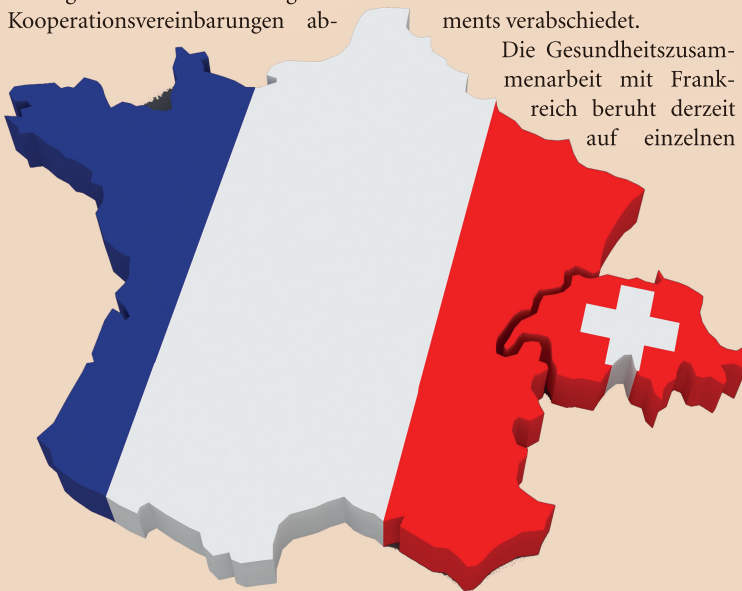 Kooperationsvereinbarungen ab-
ments verabschiedet.
Die Gesundheitszusam-
menarbeit mit Frank-
reich beruht derzeit
auf einzelnen